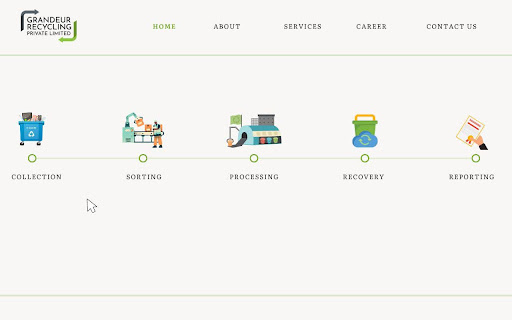 GRANDEUR
RECYCLING
PRIVATE LIMITED
HOME ABOUT SERVICES CAREER CONTACT US
COLLECTION SORTING PROCESSING RECOVERY REPORTING